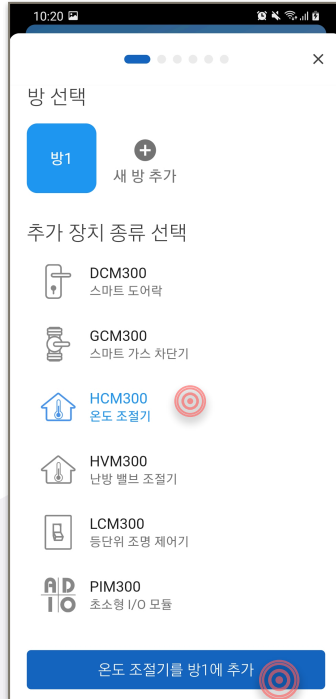 10:20
방 선택
방1
새 방 추가
추가 장치 종류 선택
DCM300
스마트 도어락
GCM300
스마트 가스 차단기
HCM300
온도 조절기
HVM300
난방 밸브 조절기
LCM300
등단위 조명 제어기
AD
IO
PIM300
초소형 I/O 모듈
온도 조절기를 방1에 추가